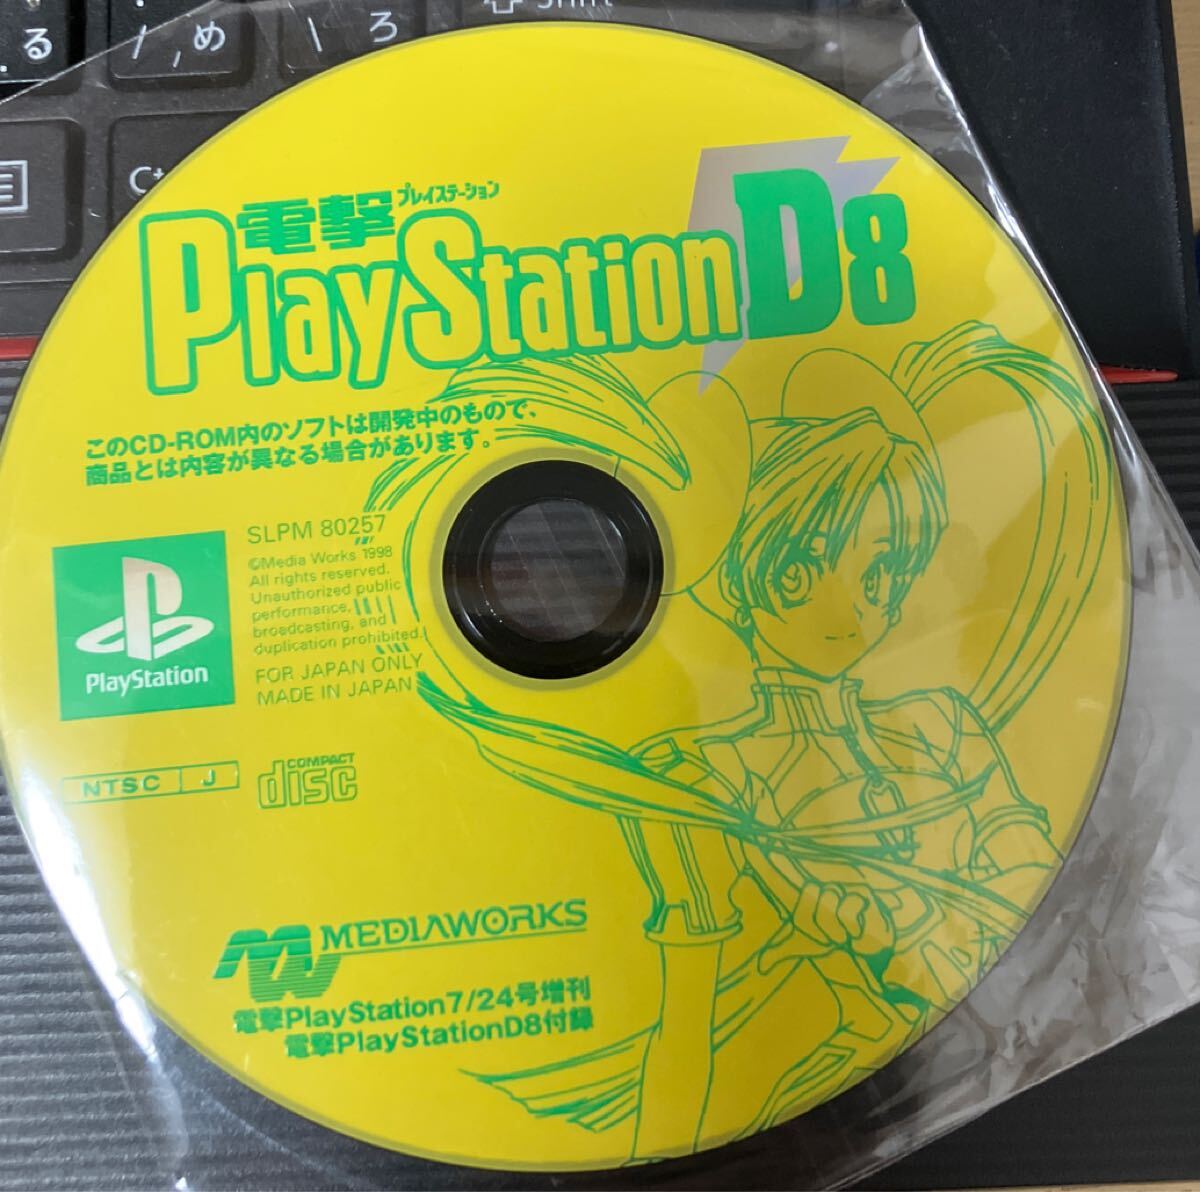 る
/ め
\ ろ
Shift
電撃
プレイステーション
PlayStation D8
このCD-ROM内のソフトは開発中のもので、
商品とは内容が異なる場合があります。
SLPM 80257
©Media Works 1998
All rights reserved.
Unauthorized public
performance,
broadcasting, and
duplication prohibited.
FOR JAPAN ONLY
MADE IN JAPAN
PlayStation
NTSC J
COMPACT
disc
MEDIAWORKS
電撃PlayStation7/24号増刊
電撃PlayStationD8付録